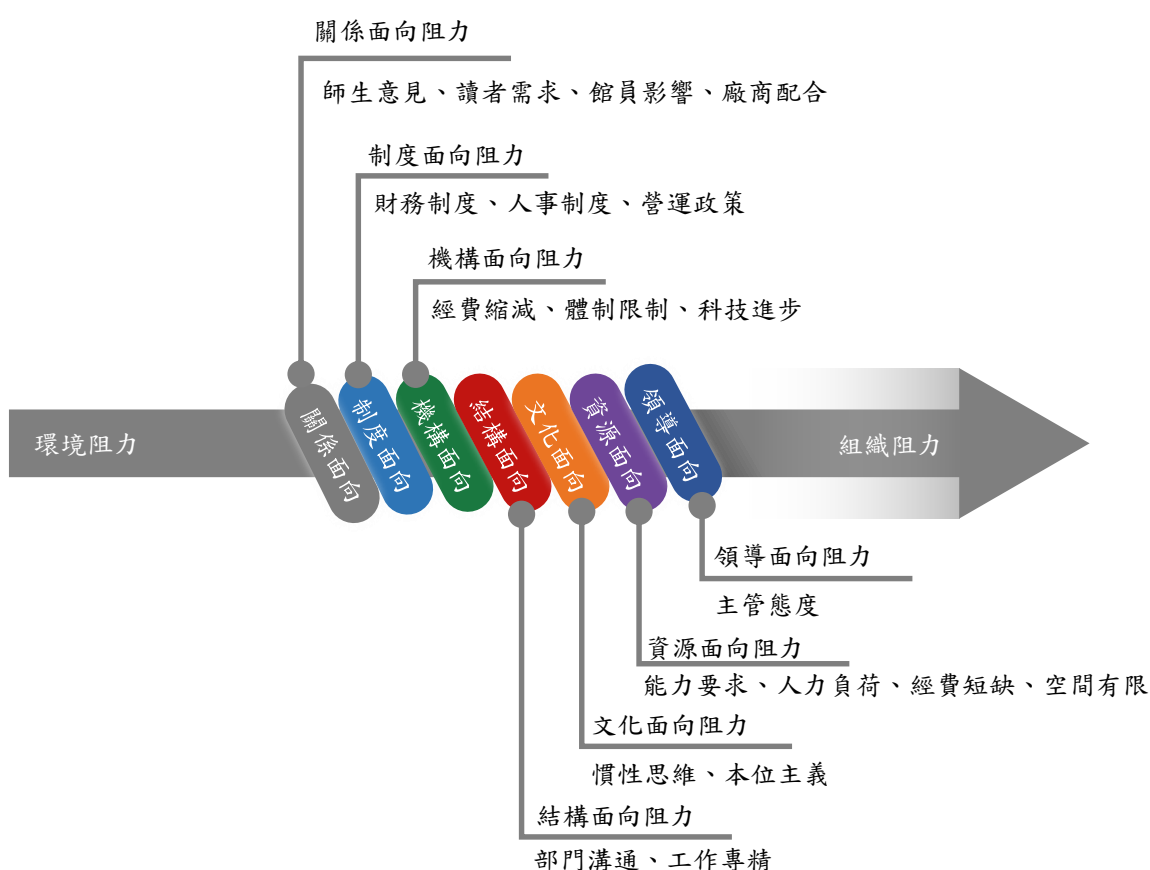 關係面向阻力
師生意見、讀者需求、館員影響、廠商配合
制度面向阻力
財務制度、人事制度、營運政策
機構面向阻力
經費縮減、體制限制、科技進步
環境阻力
關係面向
制度面向
機構面向
結構面向
文化面向
資源面向
領導面向
組織阻力
領導面向阻力
主管態度
資源面向阻力
能力要求、人力負荷、經費短缺、空間有限
文化面向阻力
慣性思維、本位主義
結構面向阻力
部門溝通、工作專精